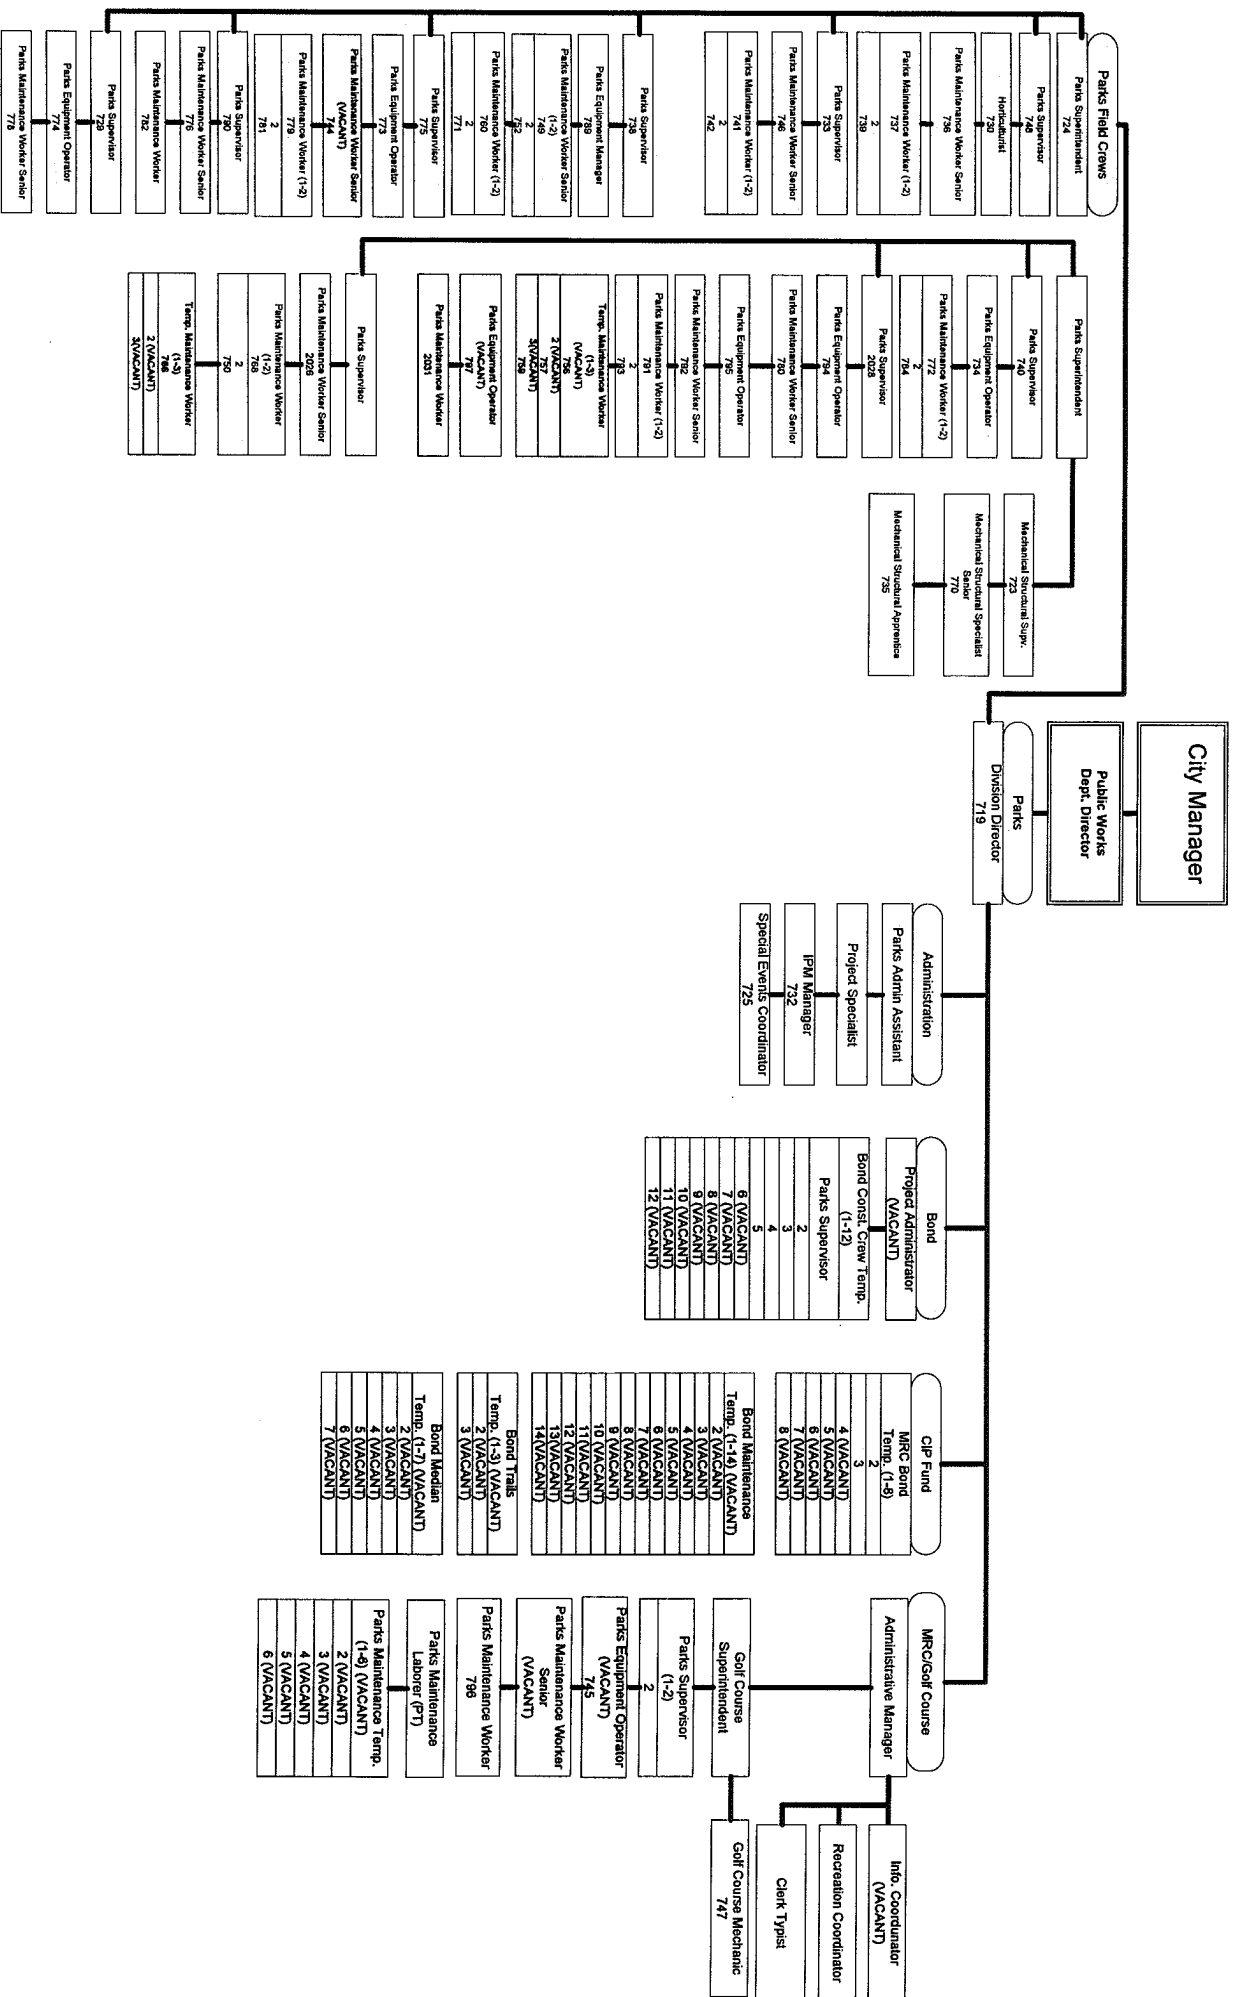 City Manager
Public Works
Dept. Director
Parks
Division Director
719
Parks Field Crews
Parks Superintendent
724
Parks Supervisor
748
Horticulturist
730
Parks Maintenance Worker Senior
736
Parks Maintenance Worker (1-2)
737
2
739
Parks Supervisor
733
Parks Maintenance Worker Senior
746
Parks Maintenance Worker (1-2)
741
2
742
Parks Supervisor
738
Parks Equipment Manager
789
Parks Maintenance Worker Senior
(1-2)
749
2
752
Parks Maintenance Worker (1-2)
760
2
771
Parks Supervisor
775
Parks Equipment Operator
773
Parks Maintenance Worker Senior
744
(VACANT)
Parks Maintenance Worker (1-2)
779
2
781
Parks Supervisor
790
Parks Maintenance Worker Senior
776
Parks Maintenance Worker
782
Parks Supervisor
729
Parks Equipment Operator
774
Parks Maintenance Worker Senior
778
Parks Superintendent
Parks Supervisor
740
Parks Equipment Operator
734
Parks Maintenance Worker (1-2)
772
2
784
Parks Supervisor
2028
Parks Equipment Operator
794
Parks Maintenance Worker Senior
780
Parks Equipment Operator
795
Parks Maintenance Worker Senior
792
Parks Maintenance Worker (1-2)
791
2
793
Temp. Maintenance Worker
(1-3)
(VACANT)
756
2 (VACANT)
757
3(VACANT)
759
Parks Equipment Operator
(VACANT)
797
Parks Maintenance Worker
2031
Parks Supervisor
Parks Maintenance Worker Senior
2026
Parks Maintenance Worker
(1-2)
768
2
750
Temp. Maintenance Worker
(1-3)
786
2 (VACANT)
3(VACANT)
Mechanical Structural Supv.
723
Mechanical Structural Specialist
Senior
770
Mechanical Structural Apprentice
735
Administration
Parks Admin Assistant
Project Specialist
IPM Manager
732
Special Events Coordinator
725
Bond
Project Administrator
(VACANT)
Bond Const. Crew Temp.
(1-12)
Parks Supervisor
2
3
4
5
6 (VACANT)
7 (VACANT)
8 (VACANT)
9 (VACANT)
10 (VACANT)
11 (VACANT)
12 (VACANT)
CIP Fund
MRC Bond
Temp. (1-8)
2
3
4 (VACANT)
5 (VACANT)
6 (VACANT)
7 (VACANT)
8 (VACANT)
Bond Maintenance
Temp. (1-14) (VACANT)
2 (VACANT)
3 (VACANT)
4 (VACANT)
5 (VACANT)
6 (VACANT)
7 (VACANT)
8 (VACANT)
9 (VACANT)
10 (VACANT)
11(VACANT)
12 (VACANT)
13(VACANT)
14(VACANT)
Bond Trails
Temp. (1-3) (VACANT)
2 (VACANT)
3 (VACANT)
Bond Median
Temp. (1-7) (VACANT)
2 (VACANT)
3 (VACANT)
4 (VACANT)
5 (VACANT)
6 (VACANT)
7 (VACANT)
MRC/Golf Course
Administrative Manager
Golf Course
Superintendent
Parks Supervisor
(1-2)
2
Parks Equipment Operator
745
(VACANT)
Parks Maintenance Worker
Senior
(VACANT)
Parks Maintenance Worker
796
Parks Maintenance
Laborer (PT)
Parks Maintenance Temp.
(1-6) (VACANT)
2 (VACANT)
3 (VACANT)
4 (VACANT)
5 (VACANT)
6 (VACANT)
Info. Coordunator
(VACANT)
Recreation Coordinator
Clerk Typist
Golf Course Mechanic
747